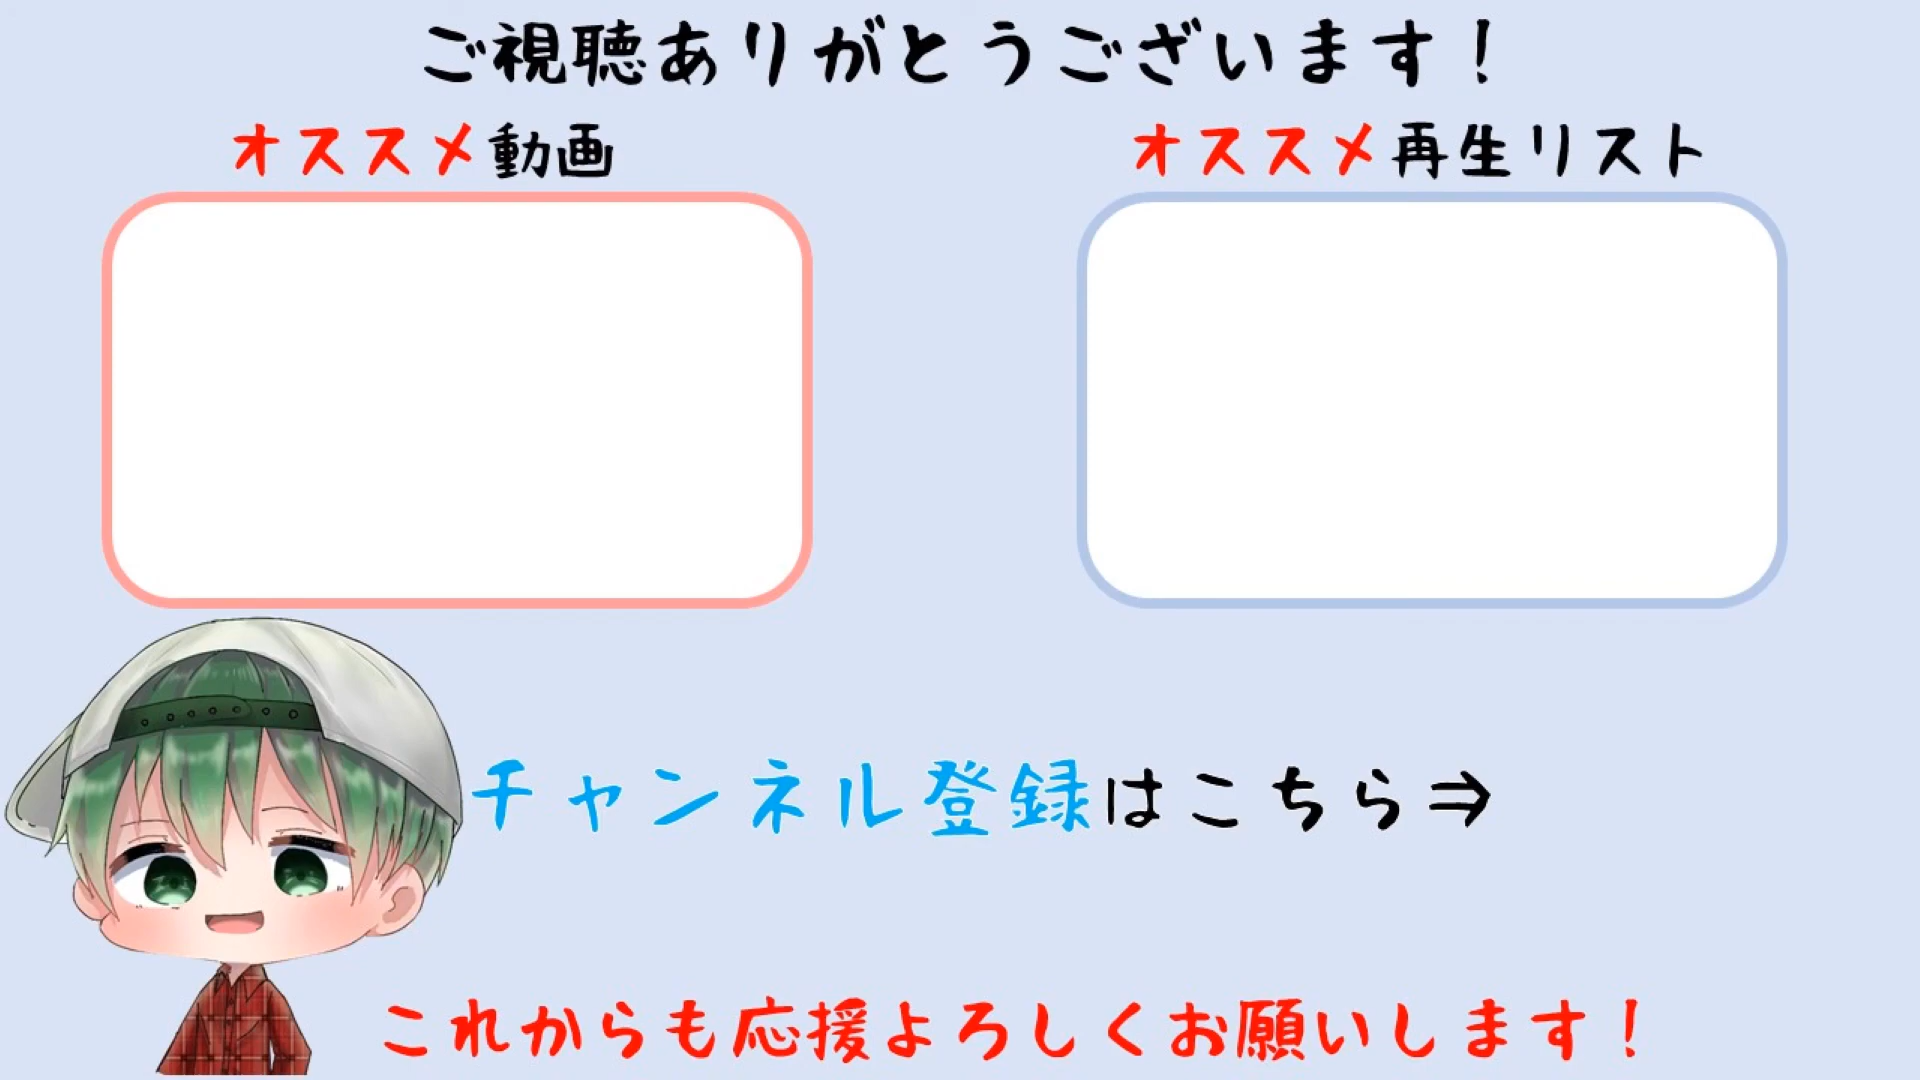 ご視聴ありがとうございます！
オススメ動画
オススメ再生リスト
チャンネル登録はこちら⇒
これからも応援よろしくお願いします！